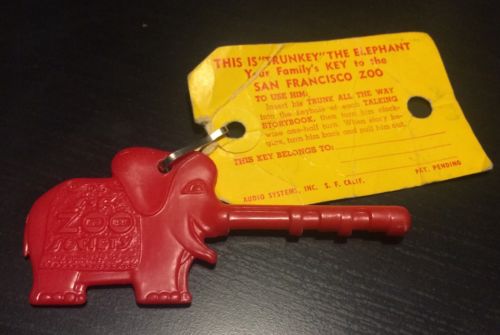 THIS IS "TRUNKEY" THE ELEPHANT
Your Family's KEY to the
SAN FRANCISCO ZOO
TO USE HIM:
Insert his TRUNK ALL THE WAY
into the keyhole of each TALKING
STORYBOOK, then turn him clock-
wise one-half turn. When story be-
gins, turn him back and pull him out.
THIS KEY BELONGS TO:
AUDIO SYSTEMS, INC. S. F. CALIF.
PAT. PENDING
S.F.
ZOO
SOCIETY